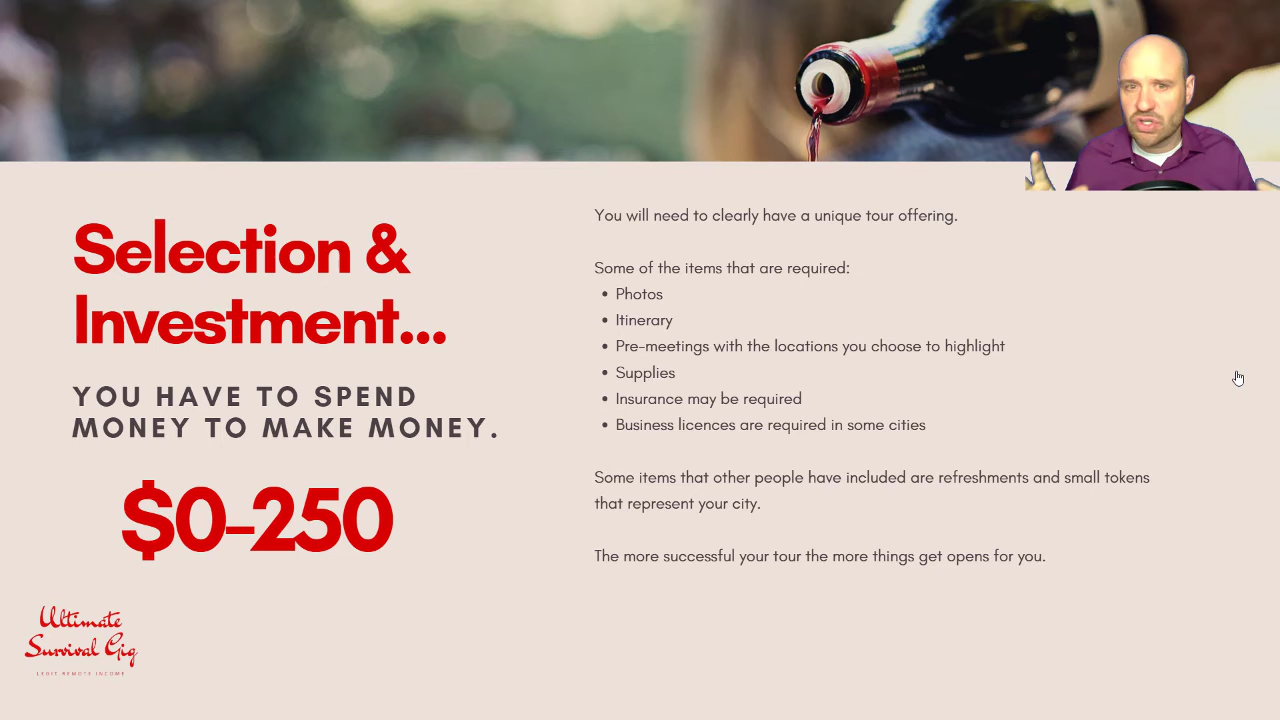 Selection &
Investment...
YOU HAVE TO SPEND
MONEY TO MAKE MONEY.
$0-250
Ultimate
Survival Gig
LEGIT REMOTE INCOME
You will need to clearly have a unique tour offering.
Some of the items that are required:
• Photos
• Itinerary
• Pre-meetings with the locations you choose to highlight
• Supplies
• Insurance may be required
• Business licences are required in some cities
Some items that other people have included are refreshments and small tokens
that represent your city.
The more successful your tour the more things get opens for you.